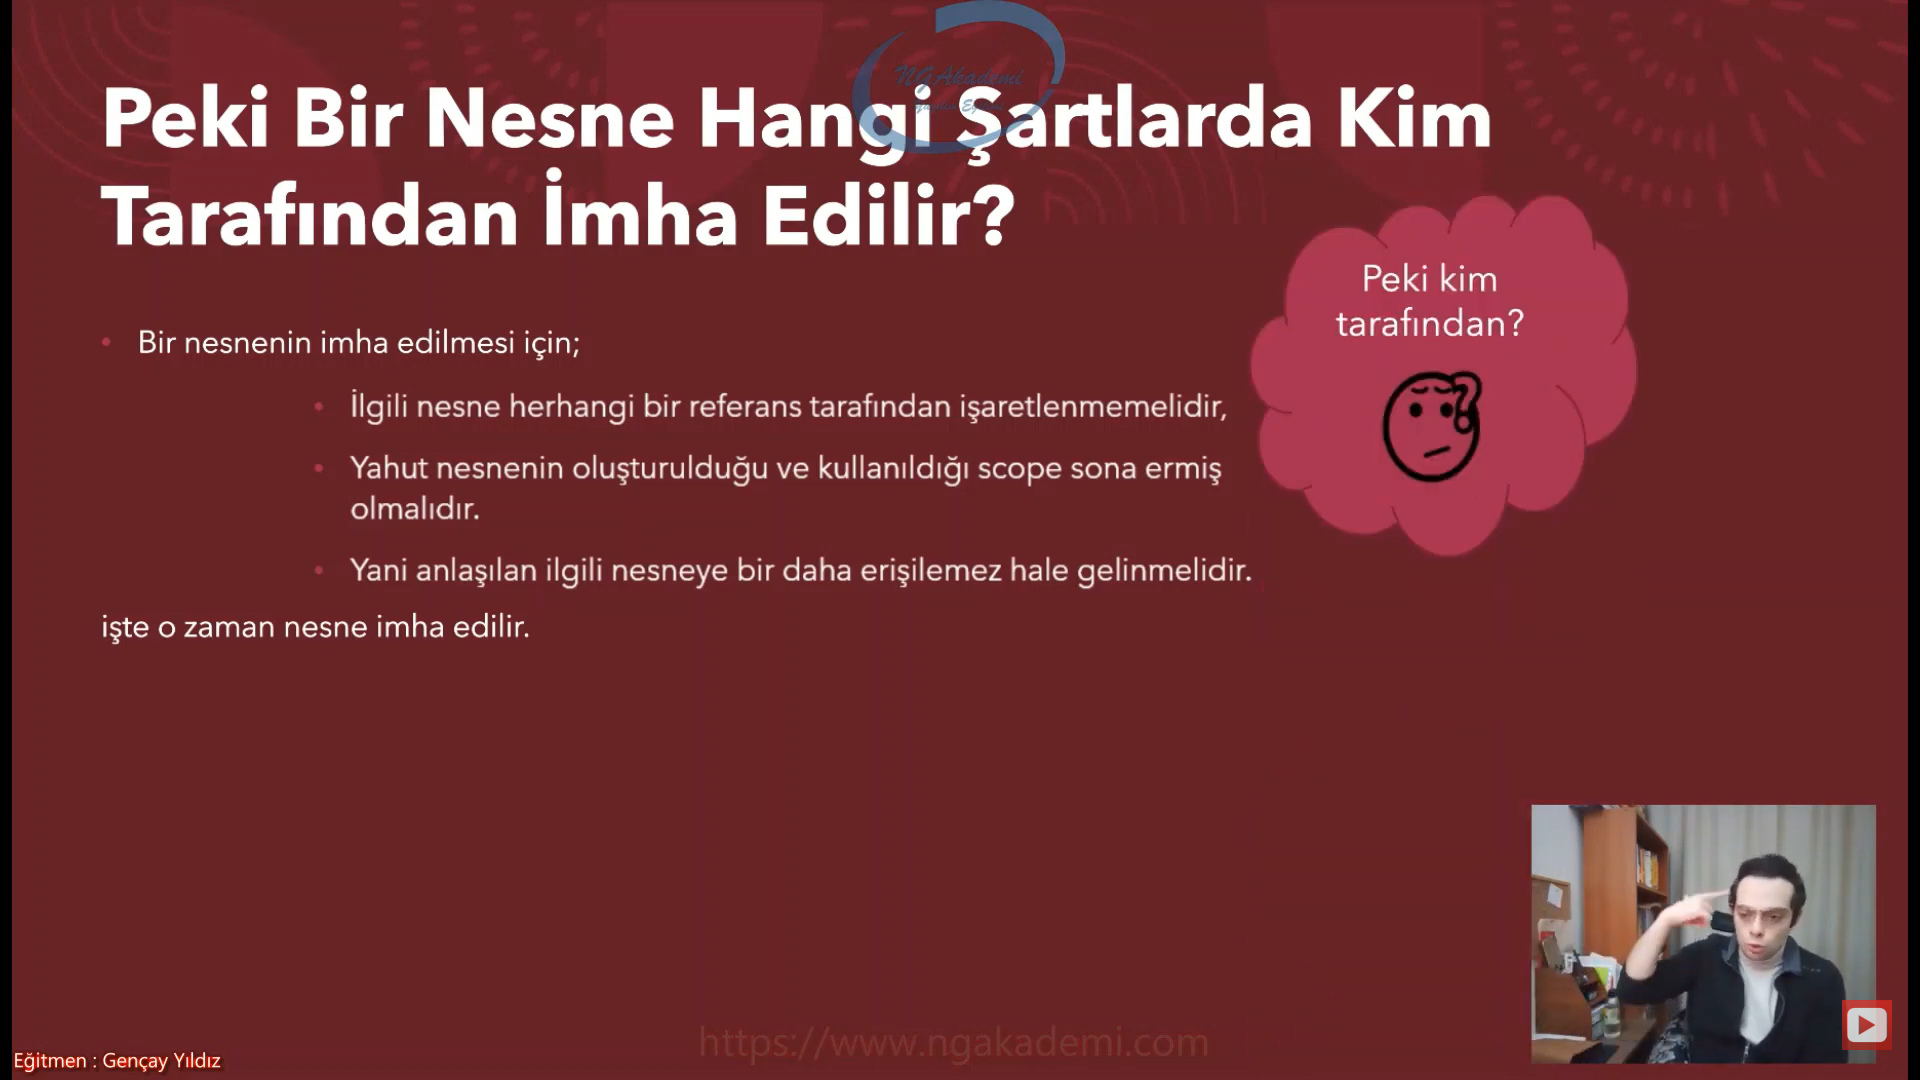 NGAkademi
Peki Bir Nesne Hangi Şartlarda Kim
Tarafından İmha Edilir?
Peki kim
tarafından?
• Bir nesnenin imha edilmesi için;
• İlgili nesne herhangi bir referans tarafından işaretlenmemelidir,
• Yahut nesnenin oluşturulduğu ve kullanıldığı scope sona ermiş
olmalıdır.
• Yani anlaşılan ilgili nesneye bir daha erişilemez hale gelinmelidir.
işte o zaman nesne imha edilir.
https://www.ngakademi.com
Eğitmen : Gençay Yıldız